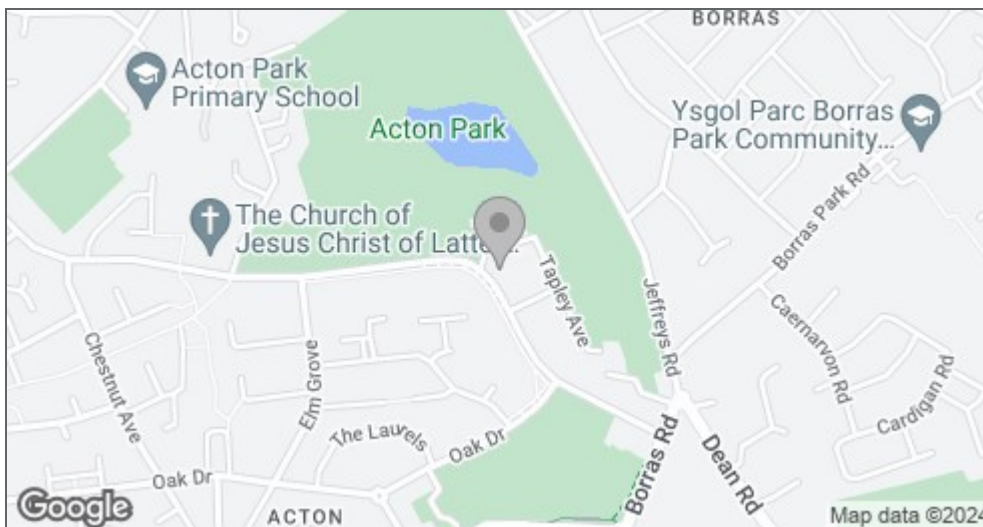 BORRAS
Acton Park
Primary School
Acton Park
Ysgol Parc Borras
Park Community...
Borras Park Rd
The Church of
Jesus Christ of Latte...
Tapley Ave
Jeffreys Rd
Caernarvon Rd
Cardigan Rd
Chestnut Ave
Elm Grove
The Laurels
Oak Dr
Oak Dr
Borras Rd
Dean Rd
ACTON
Google
Map data ©2024